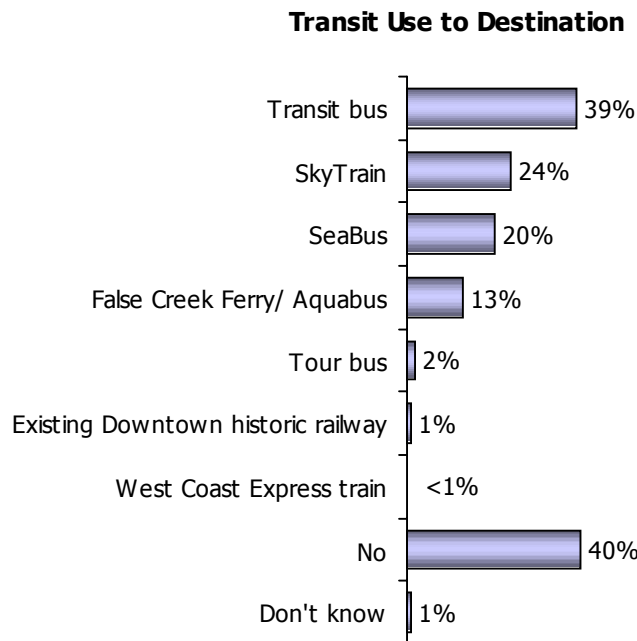 Transit Use to Destination
Transit bus 39%
SkyTrain 24%
SeaBus 20%
False Creek Ferry/ Aquabus 13%
Tour bus 2%
Existing Downtown historic railway 1%
West Coast Express train <1%
No 40%
Don't know 1%